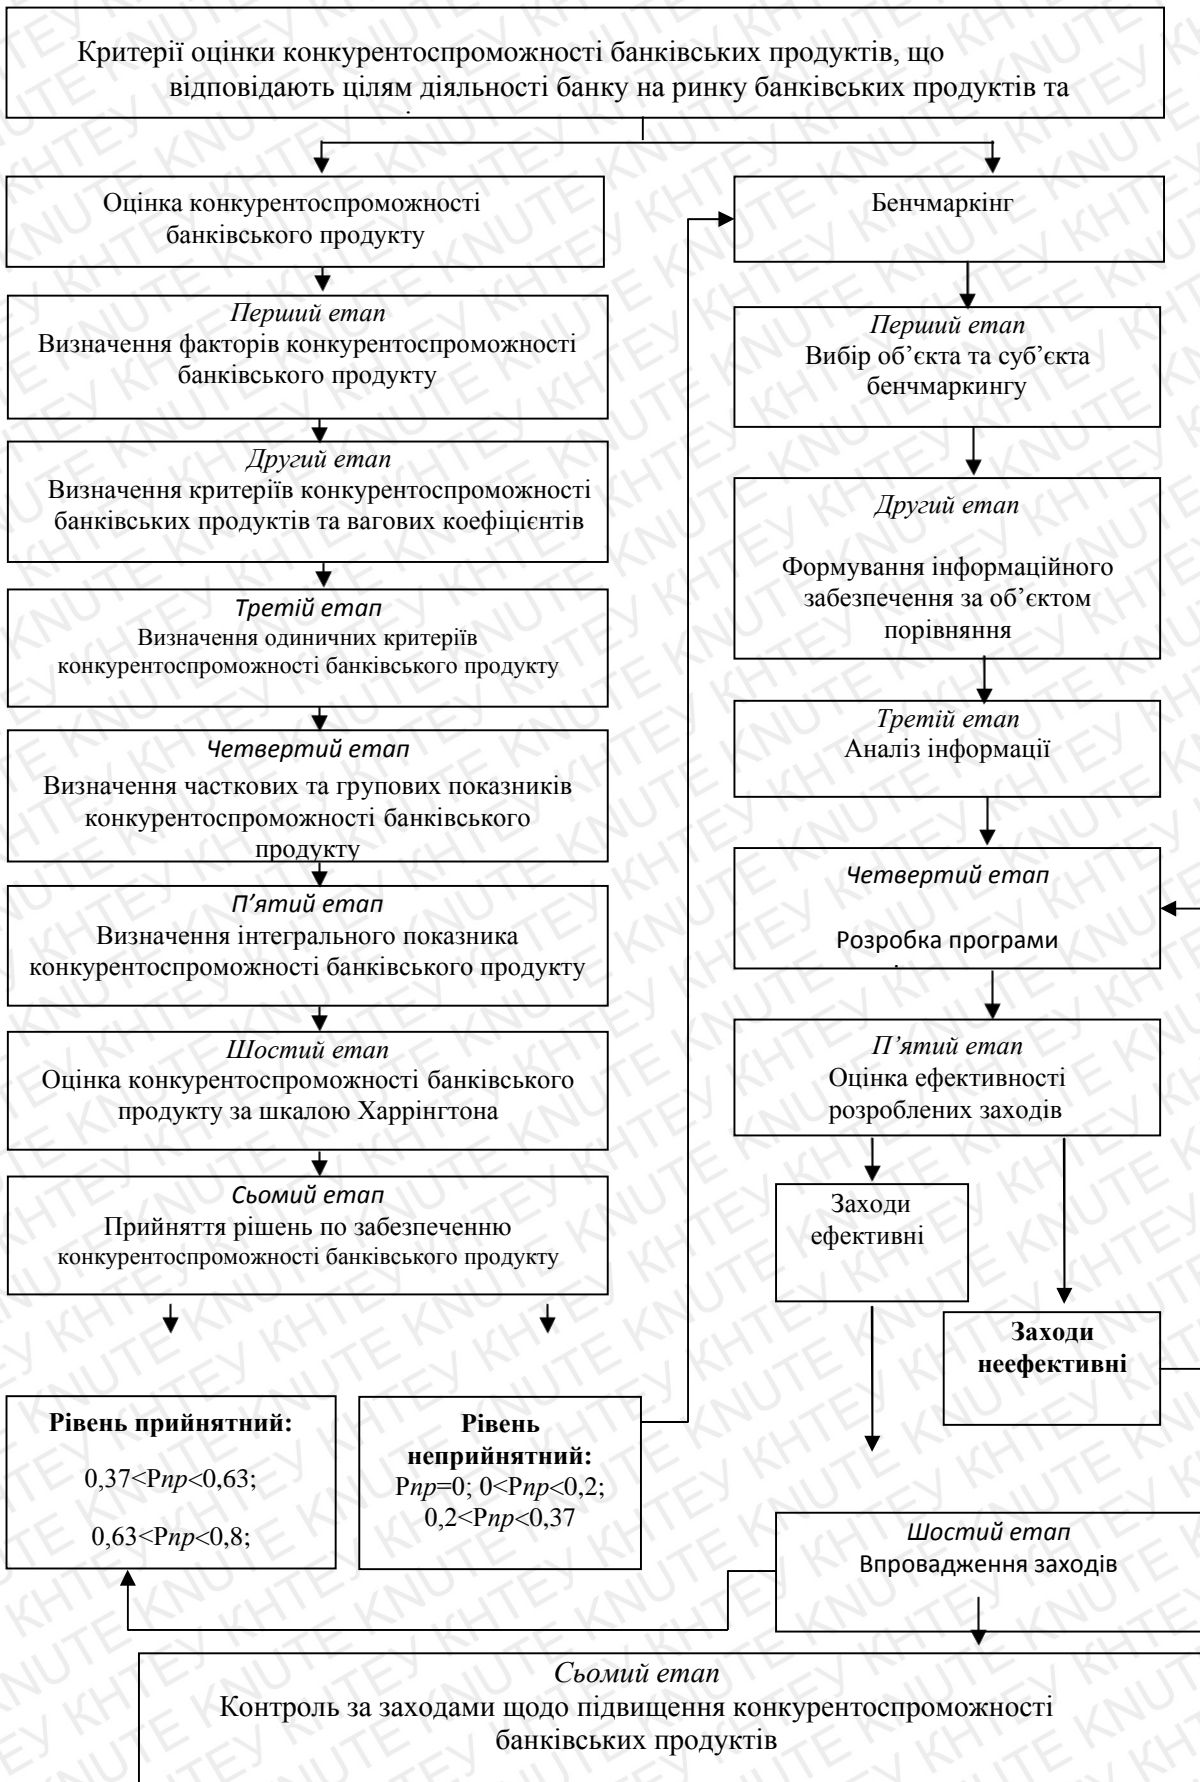 Критерії оцінки конкурентоспроможності банківських продуктів, що
відповідають цілям діяльності банку на ринку банківських продуктів та
Оцінка конкурентоспроможності
банківського продукту
Перший етап
Визначення факторів конкурентоспроможності
банківського продукту
Другий етап
Визначення критеріїв конкурентоспроможності
банківських продуктів та вагових коефіцієнтів
Третій етап
Визначення одиничних критеріїв
конкурентоспроможності банківського продукту
Четвертий етап
Визначення часткових та групових показників
конкурентоспроможності банківського
продукту
П'ятий етап
Визначення інтегрального показника
конкурентоспроможності банківського продукту
Шостий етап
Оцінка конкурентоспроможності банківського
продукту за шкалою Харрінгтона
Сьомий етап
Прийняття рішень по забезпеченню
конкурентоспроможності банківського продукту
Рівень прийнятний:
0,37<Рпр<0,63;
0,63<Рпр<0,8;
Рівень
неприйнятний:
Рпр=0; 0<Рпр<0,2;
0,2<Рпр<0,37
Бенчмаркінг
Перший етап
Вибір об’єкта та суб’єкта
бенчмаркингу
Другий етап
Формування інформаційного
забезпечення за об’єктом
порівняння
Третій етап
Аналіз інформації
Четвертий етап
Розробка програми
П’ятий етап
Оцінка ефективності
розроблених заходів
Заходи
ефективні
Заходи
неефективні
Шостий етап
Впровадження заходів
Сьомий етап
Контроль за заходами щодо підвищення конкурентоспроможності
банківських продуктів